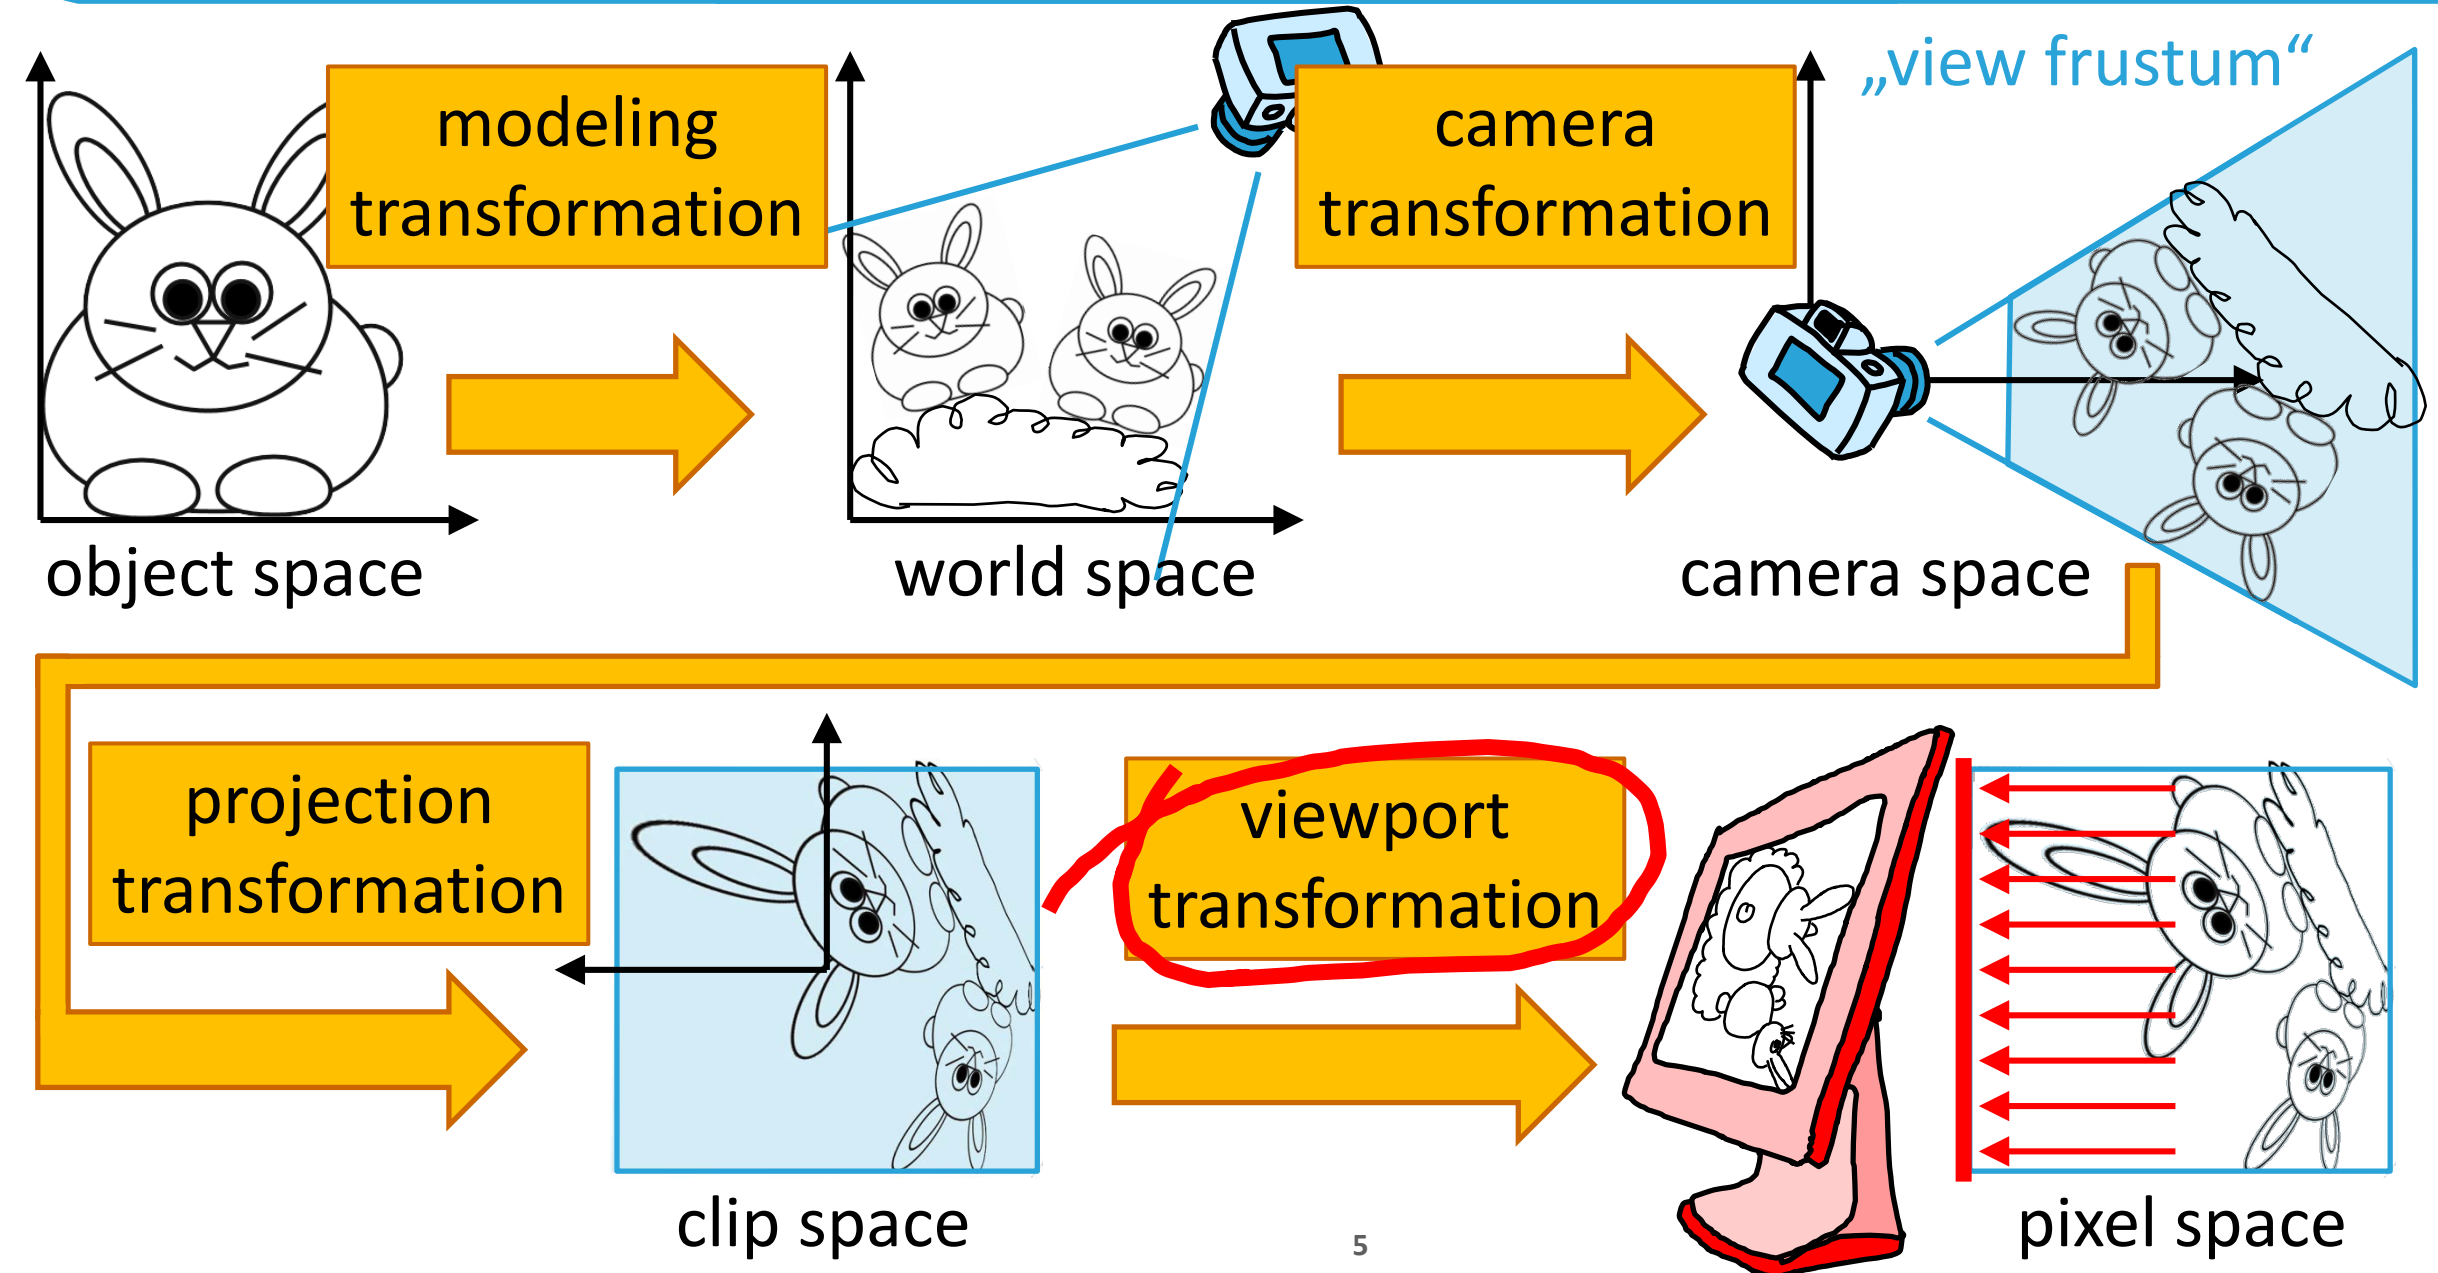 modeling
transformation
camera
transformation
„view frustum“
object space
world space
camera space
projection
transformation
viewport
transformation
clip space
pixel space
5